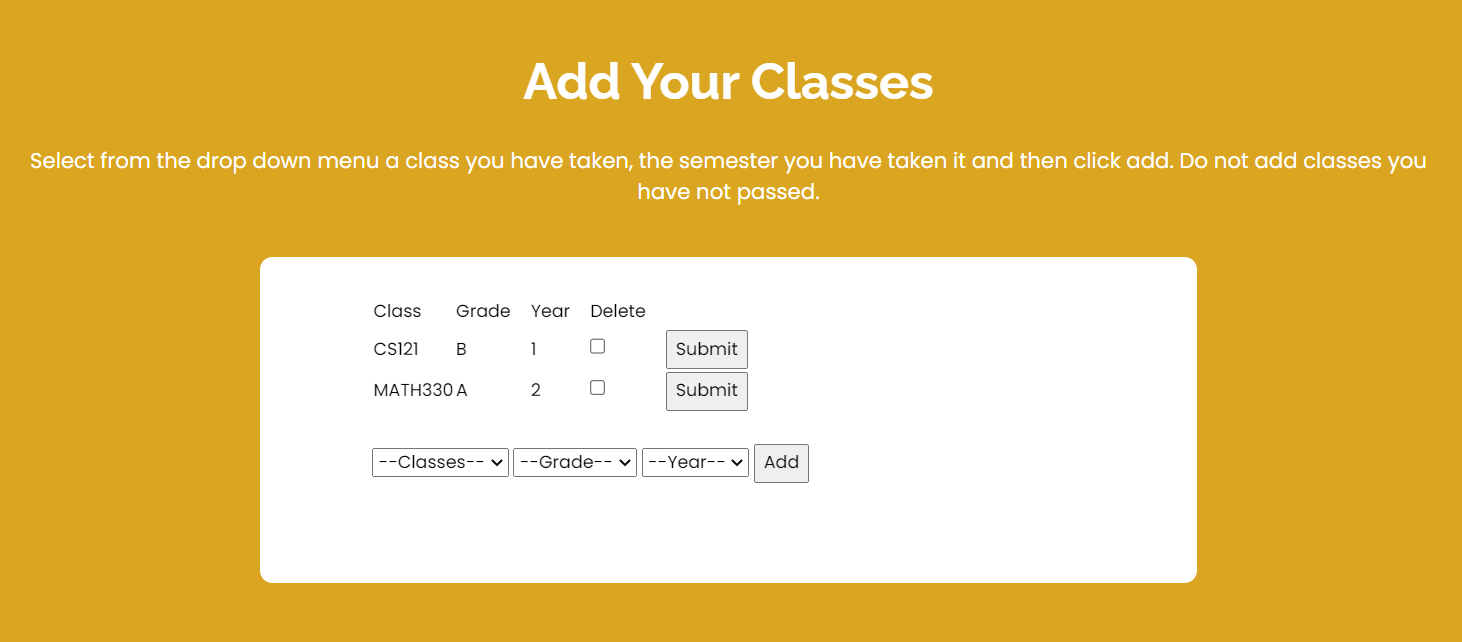 Add Your Classes
Select from the drop down menu a class you have taken, the semester you have taken it and then click add. Do not add classes you
have not passed.
Class Grade Year Delete
CS121 B 1 Submit
MATH330 A 2 Submit
--Classes-- --Grade-- --Year-- Add